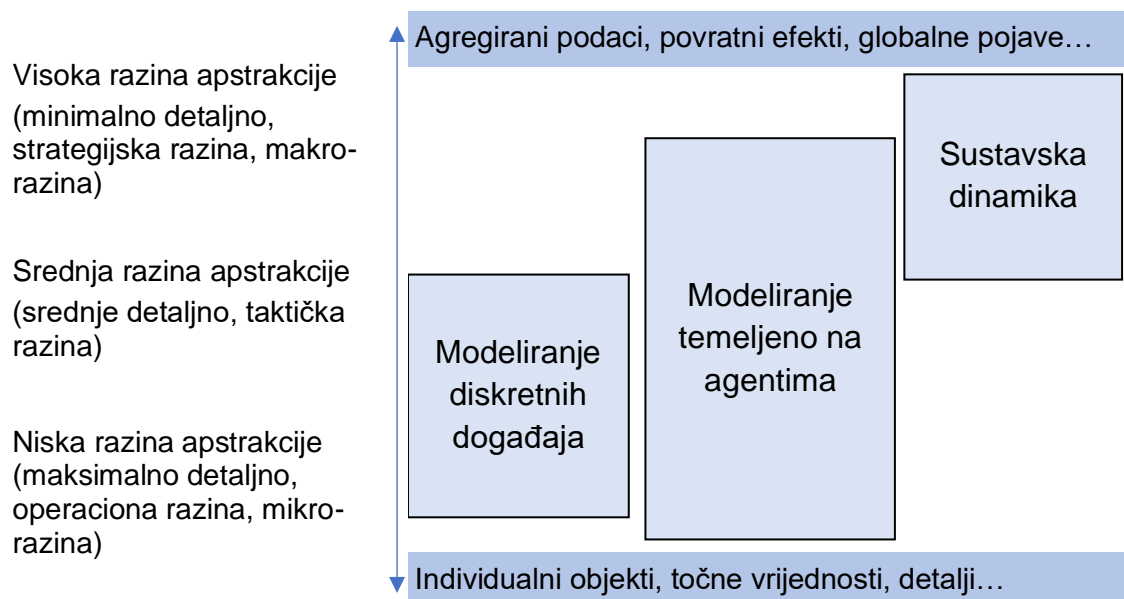 Agregirani podaci, povratni efekti, globalne pojave…
Visoka razina apstrakcije
(minimalno detaljno,
strategijska razina, makro-
razina)
Sustavska
dinamika
Srednja razina apstrakcije
(srednje detaljno, taktička
razina)
Modeliranje
temeljeno na
agentima
Modeliranje
diskretnih
događaja
Niska razina apstrakcije
(maksimalno detaljno,
operaciona razina, mikro-
razina)
Individualni objekti, točne vrijednosti, detalji…